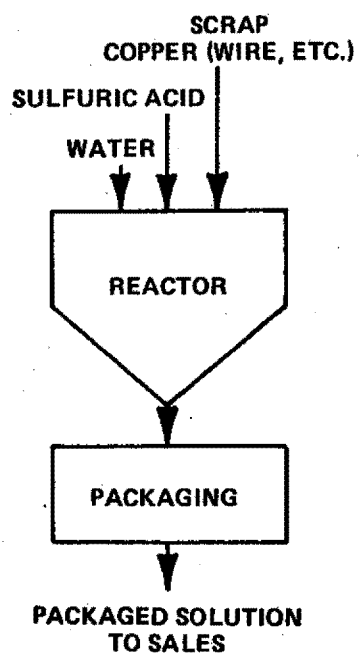 SCRAP
COPPER (WIRE, ETC.)
SULFURIC ACID
WATER
REACTOR
PACKAGING
PACKAGED SOLUTION
TO SALES